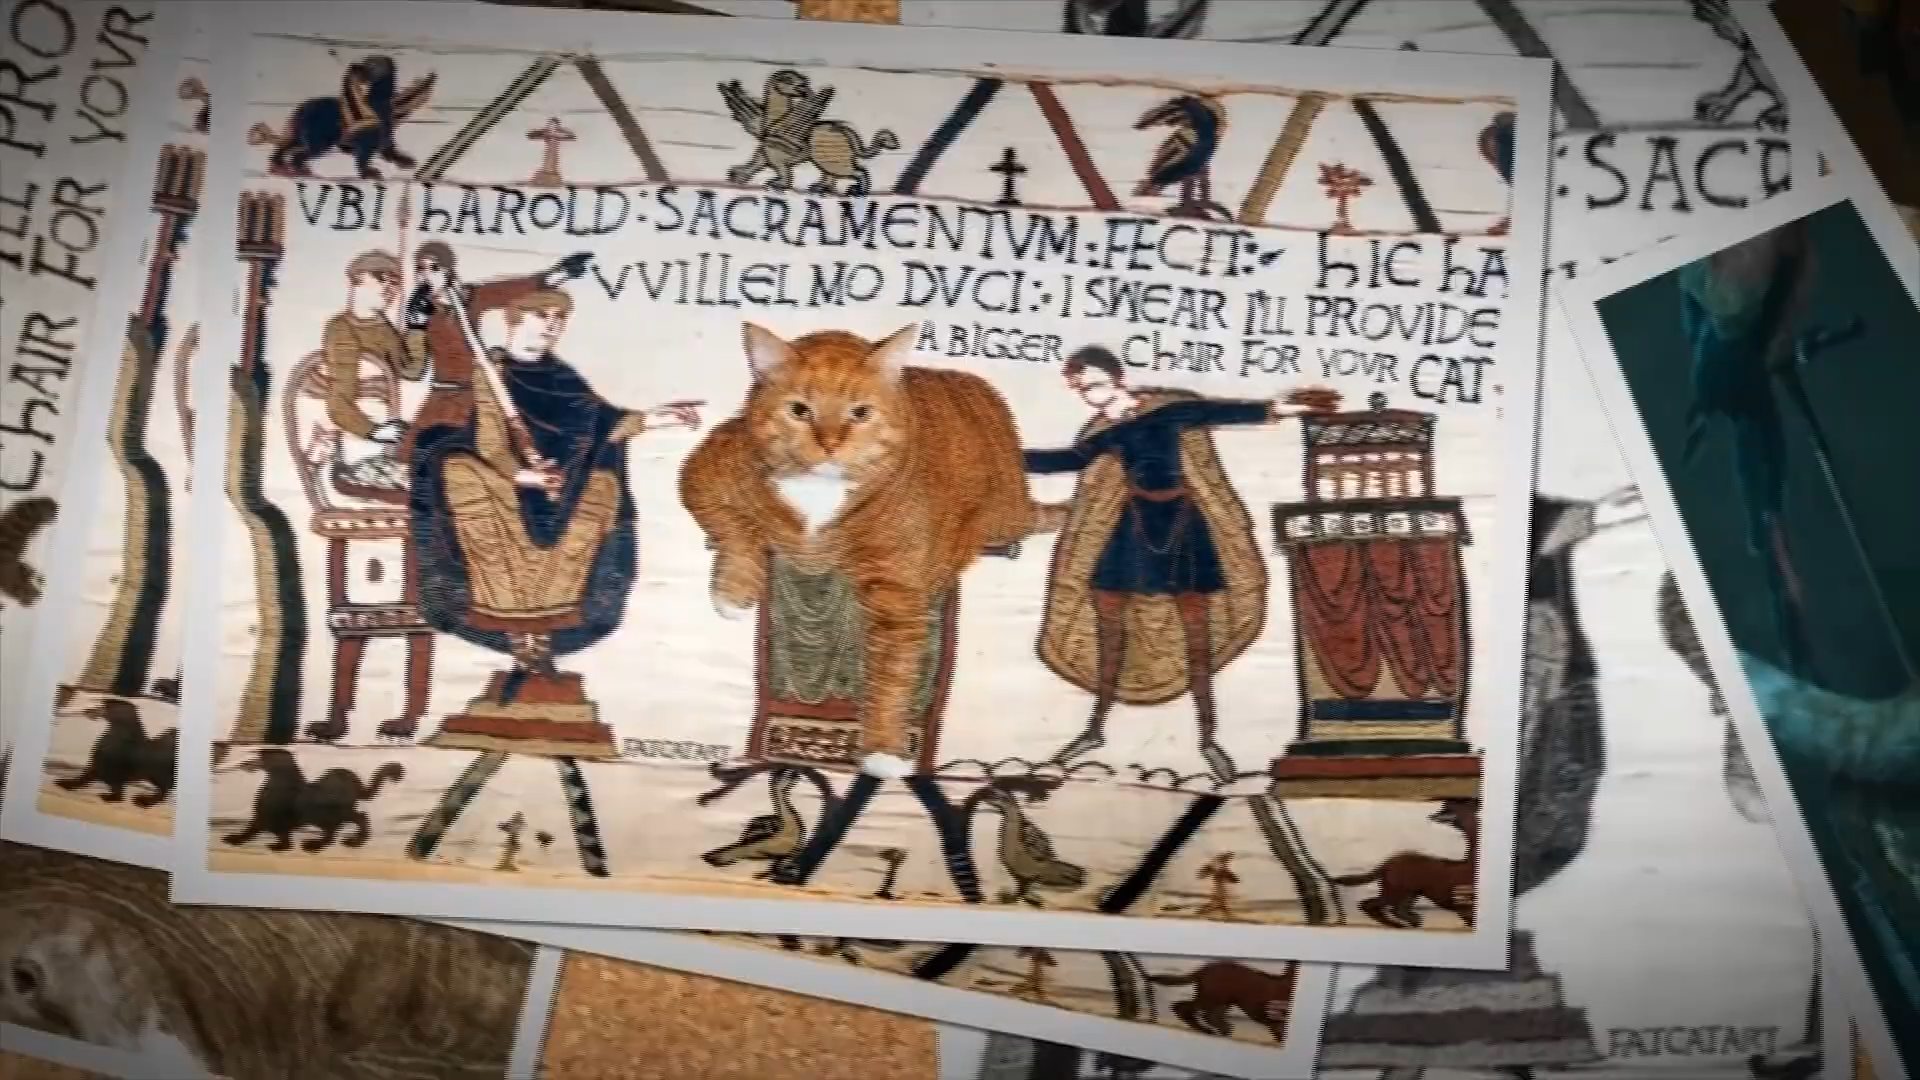 VBI hAROLD:SACRAMENTVM:FECIT: hIC hA
VVILLELMO DVCI: I SWEAR I'LL PROVIDE
A BIGGER ChAIR FOR YOVR CAT.
FATCATART
ILL PRO
ChAIR FOR YOVR
:SACR
FATCATART